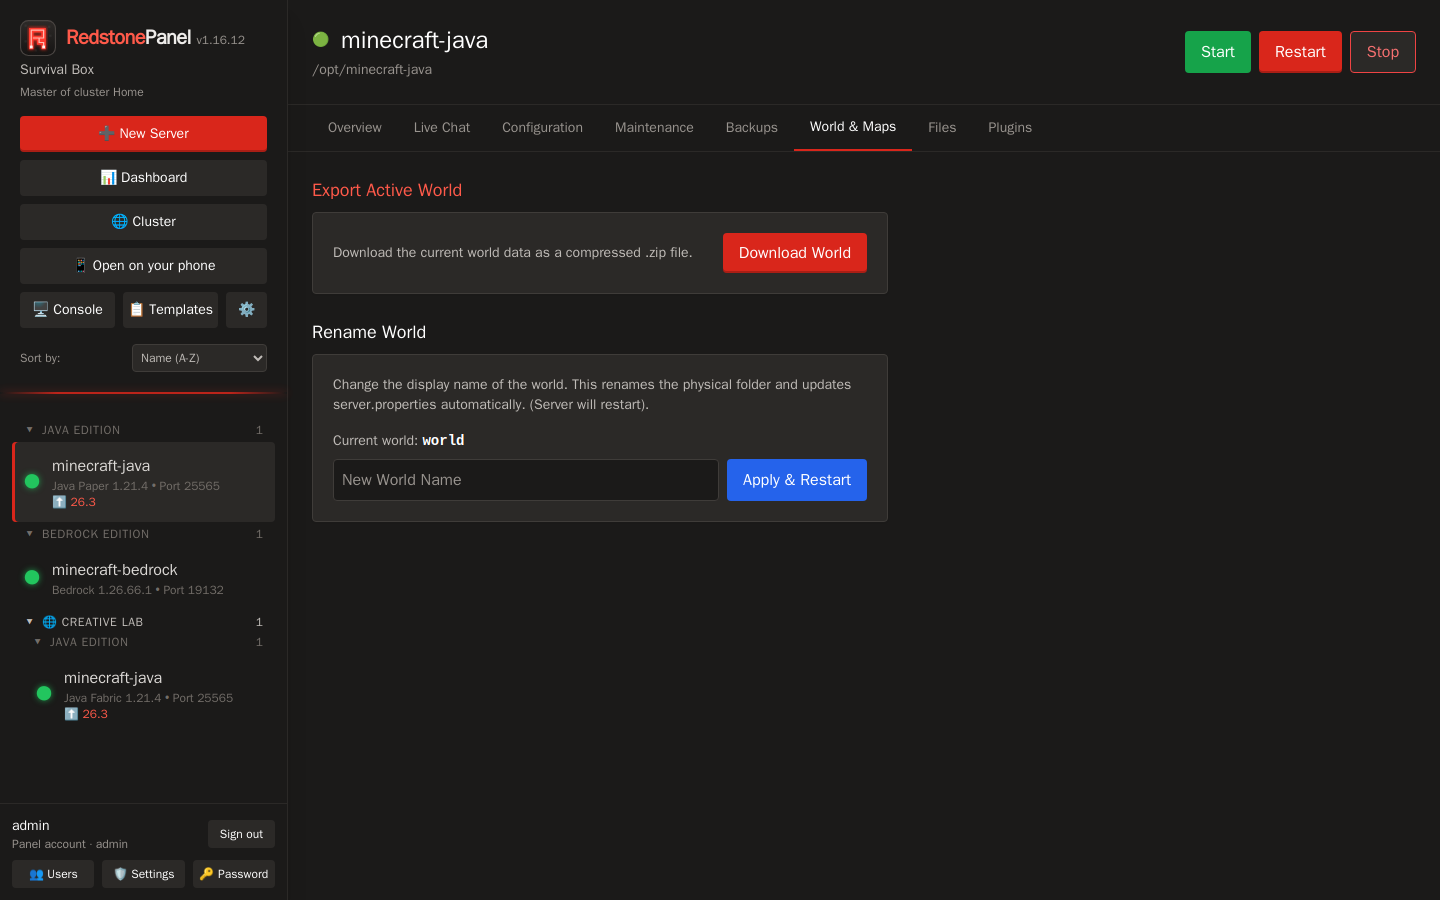 RedstonePanel v1.16.12
Survival Box
Master of cluster Home
➕ New Server
📊 Dashboard
🌐 Cluster
📱 Open on your phone
🖥️ Console
📋 Templates
⚙️
Sort by:
Name (A-Z)
▼ JAVA EDITION 1
minecraft-java
Java Paper 1.21.4 • Port 25565
⬆️ 26.3
▼ BEDROCK EDITION 1
minecraft-bedrock
Bedrock 1.26.66.1 • Port 19132
▼ 🌐 CREATIVE LAB 1
▼ JAVA EDITION 1
minecraft-java
Java Fabric 1.21.4 • Port 25565
⬆️ 26.3
admin
Panel account · admin
Sign out
👥 Users
🛡️ Settings
🔑 Password
minecraft-java
/opt/minecraft-java
Start
Restart
Stop
Overview
Live Chat
Configuration
Maintenance
Backups
World & Maps
Files
Plugins
Export Active World
Download the current world data as a compressed .zip file.
Download World
Rename World
Change the display name of the world. This renames the physical folder and updates
server.properties automatically. (Server will restart).
Current world: world
New World Name
Apply & Restart